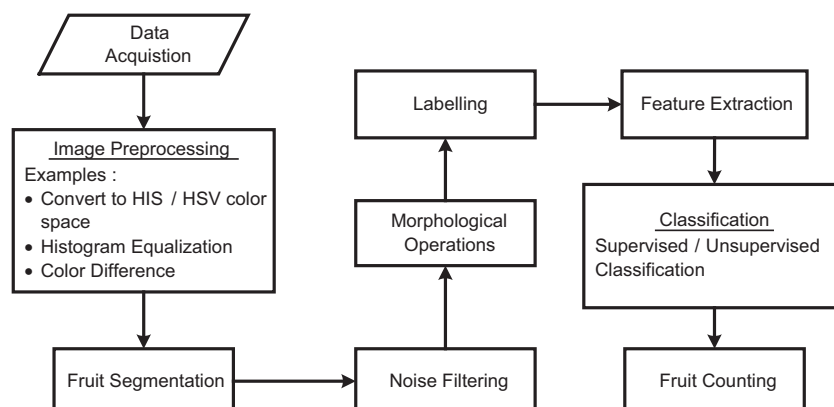 Data
Acquistion
Image Preprocessing
Examples :
• Convert to HIS / HSV color
space
• Histogram Equalization
• Color Difference
Fruit Segmentation
Noise Filtering
Morphological
Operations
Labelling
Feature Extraction
Classification
Supervised / Unsupervised
Classification
Fruit Counting